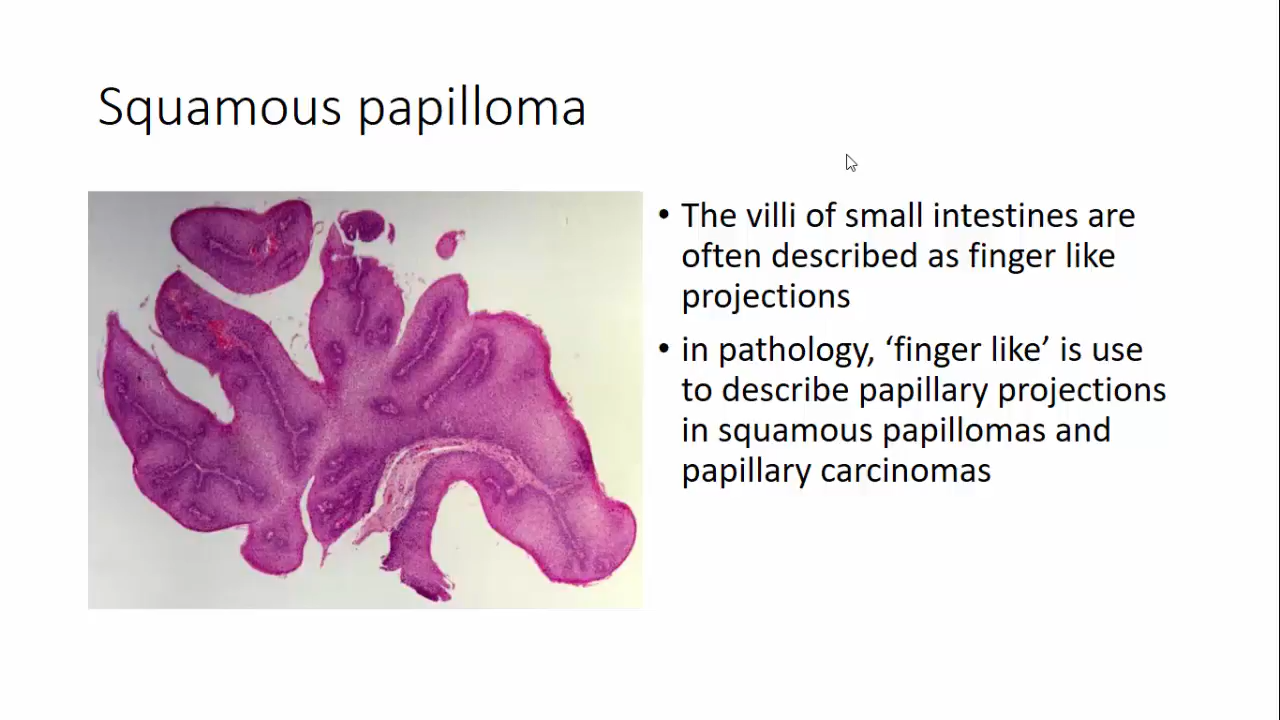 Squamous papilloma
• The villi of small intestines are
often described as finger like
projections
• in pathology, ‘finger like’ is use
to describe papillary projections
in squamous papillomas and
papillary carcinomas